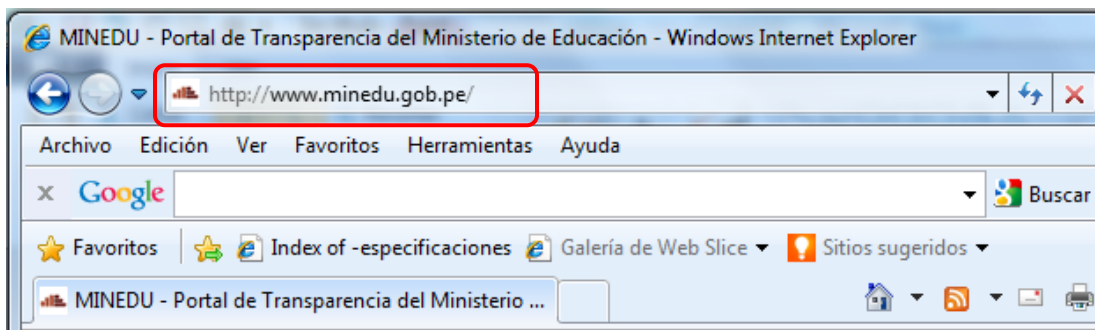 MINEDU - Portal de Transparencia del Ministerio de Educación - Windows Internet Explorer
http://www.minedu.gob.pe/
Archivo Edición Ver Favoritos Herramientas Ayuda
x Google Buscar
Favoritos Index of -especificaciones Galería de Web Slice Sitios sugeridos
MINEDU - Portal de Transparencia del Ministerio ...